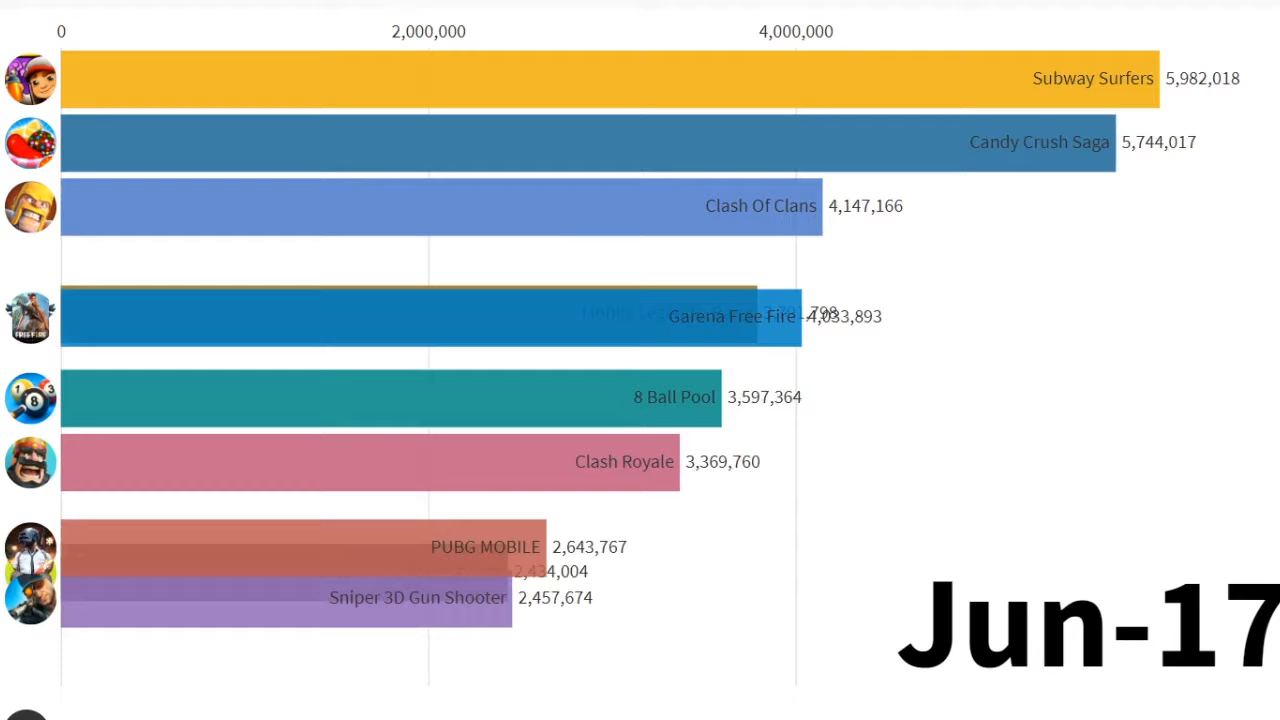 0 2,000,000 4,000,000
Subway Surfers 5,982,018
Candy Crush Saga 5,744,017
Clash Of Clans 4,147,166
Garena Free Fire 4,033,893
8 Ball Pool 3,597,364
Clash Royale 3,369,760
PUBG MOBILE 2,643,767
2,434,004
Sniper 3D Gun Shooter 2,457,674
Jun-17